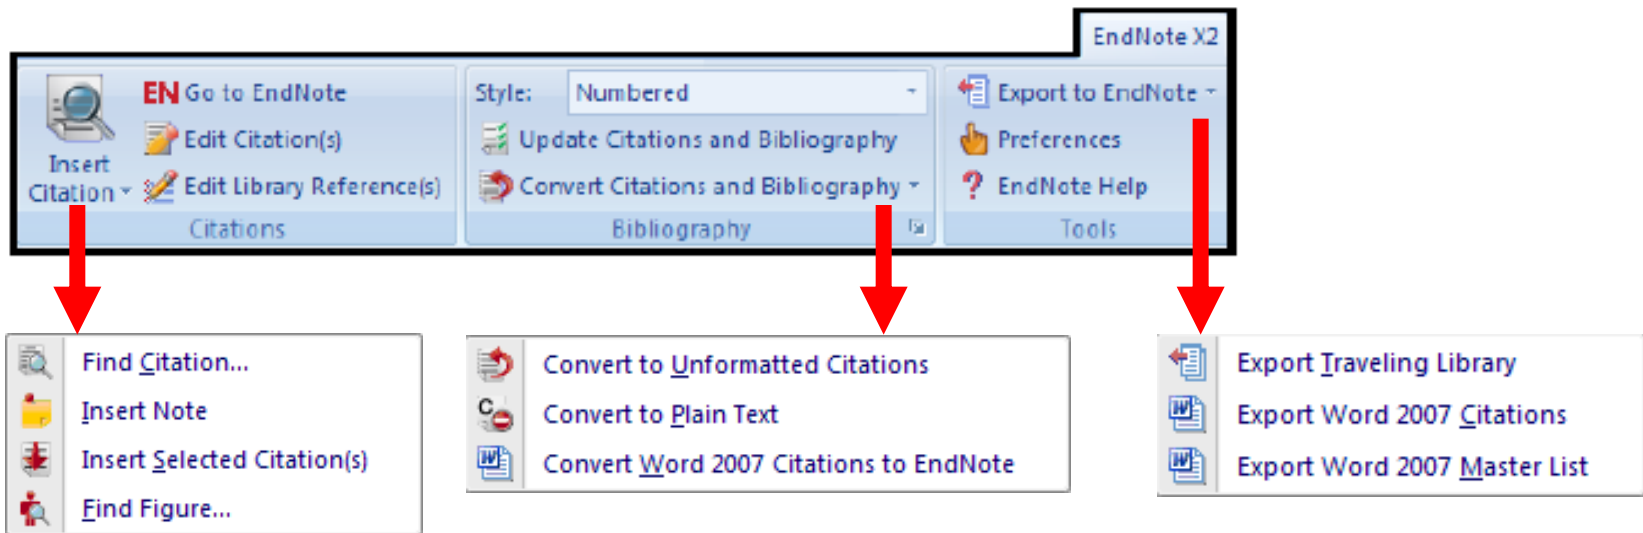 EndNote X2
Insert
Citation
EN Go to EndNote
Edit Citation(s)
Edit Library Reference(s)
Citations
Style: Numbered
Update Citations and Bibliography
Convert Citations and Bibliography
Bibliography
Export to EndNote
Preferences
? EndNote Help
Tools
Find Citation...
Insert Note
Insert Selected Citation(s)
Find Figure...
Convert to Unformatted Citations
Convert to Plain Text
Convert Word 2007 Citations to EndNote
Export Traveling Library
Export Word 2007 Citations
Export Word 2007 Master List